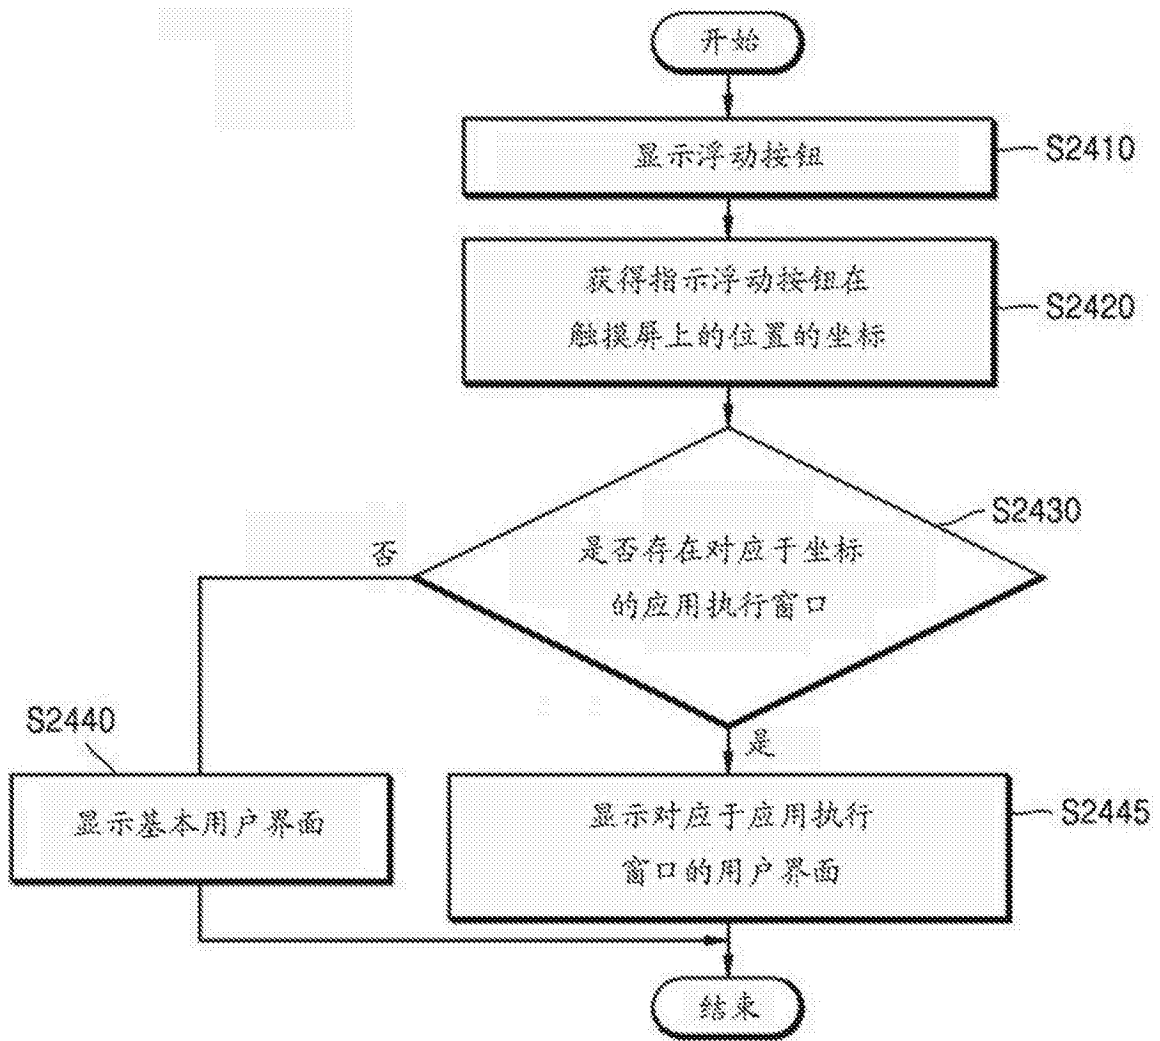 开始
显示浮动按钮
S2410
获得指示浮动按钮在
触摸屏上的位置的坐标
S2420
是否存在对应于坐标
的应用执行窗口
S2430
否
是
S2440
显示基本用户界面
显示对应于应用执行
窗口的用户界面
S2445
结束